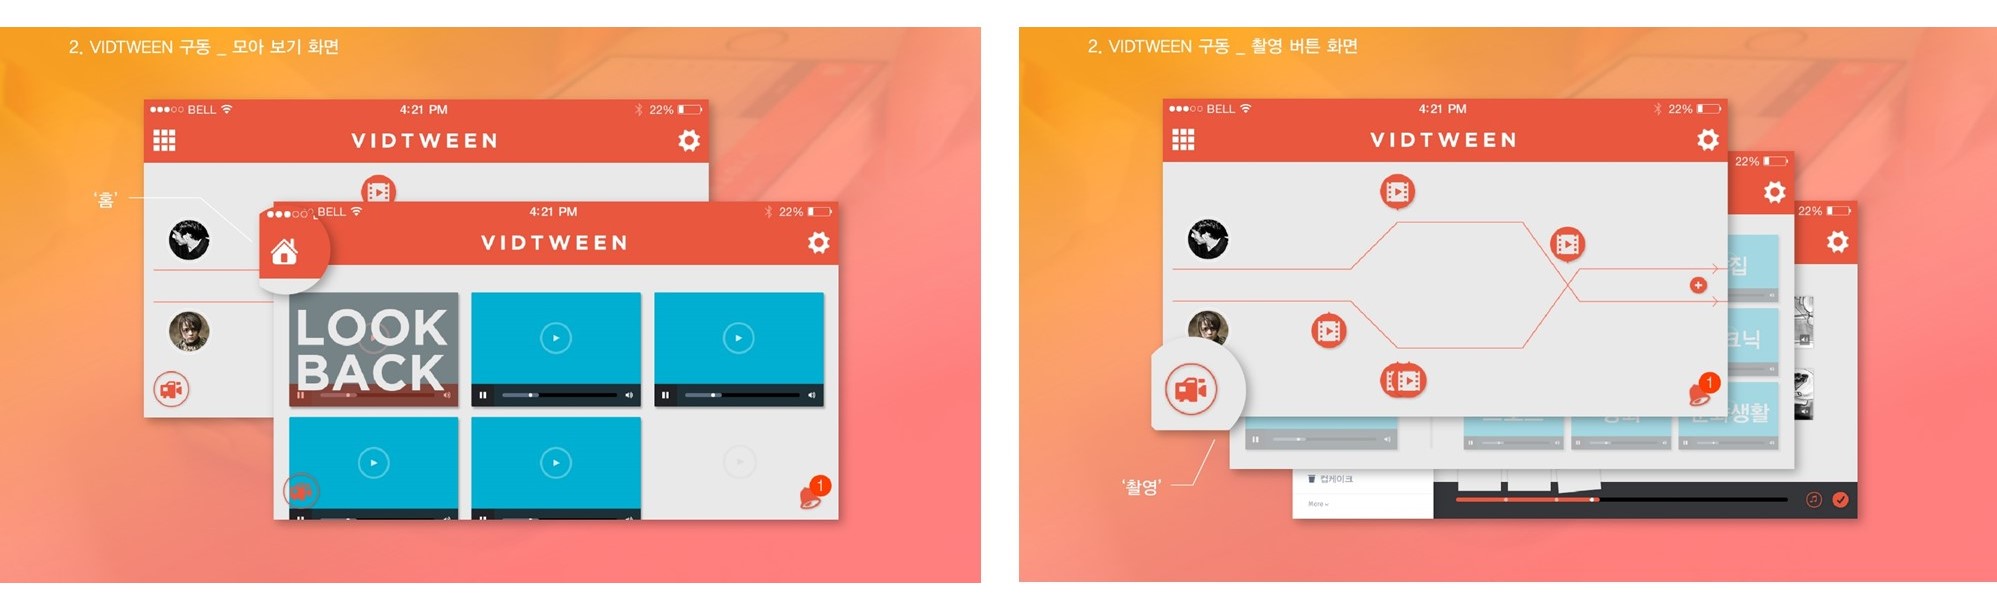 2. VIDTWEEN 구동 _ 모아 보기 화면
BELL 4:21 PM 22%
VIDTWEEN
'홈'
BELL 4:21 PM 22%
VIDTWEEN
LOOK
BACK
1
2. VIDTWEEN 구동 _ 촬영 버튼 화면
BELL 4:21 PM 22%
VIDTWEEN
22%
22%
집
크닉
1
문화생활
'촬영'
컵케이크
More